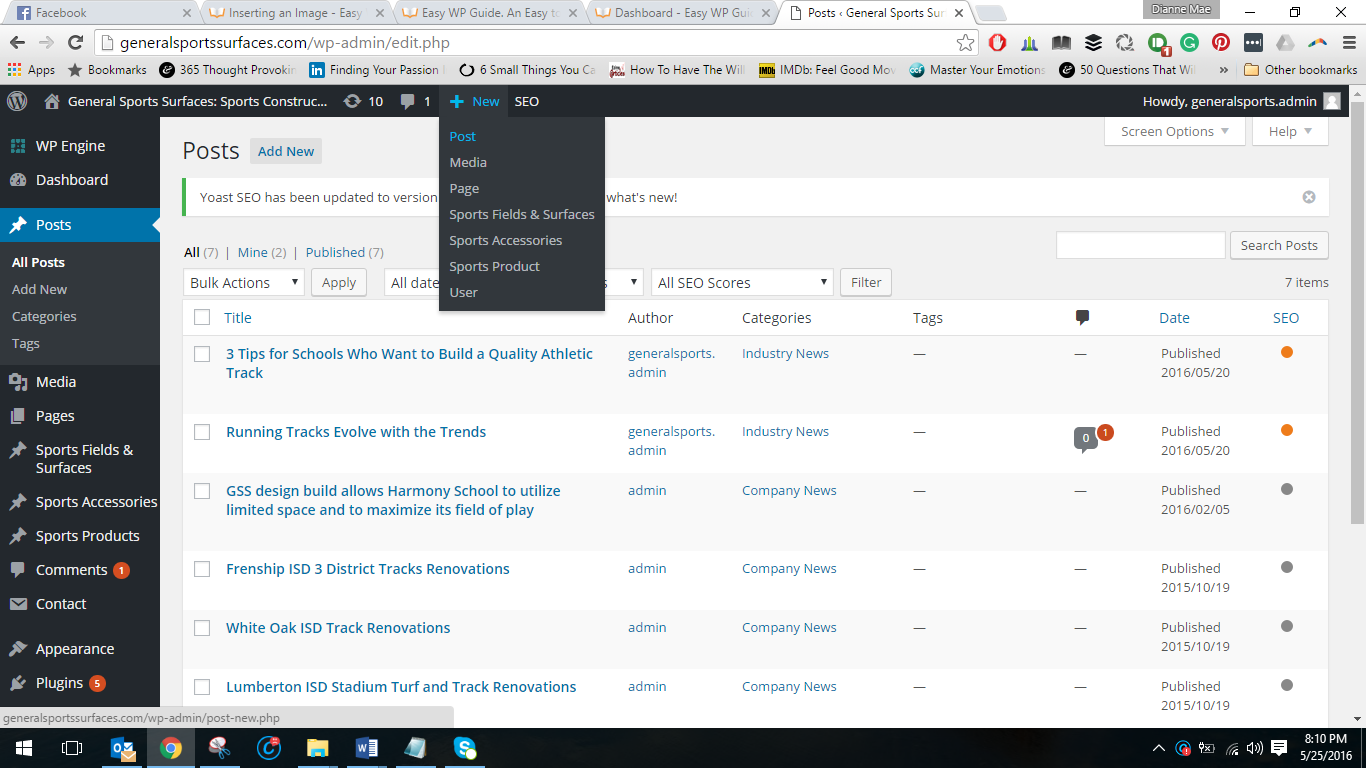 Facebook
Inserting an Image - Easy
Easy WP Guide. An Easy to
Dashboard - Easy WP Gui
Posts ‹ General Sports Sur
Dianne Mae
generalsportssurfaces.com/wp-admin/edit.php
Apps
Bookmarks
365 Thought Provokin
Finding Your Passion
6 Small Things You Ca
How To Have The Will
IMDb: Feel Good Mov
Master Your Emotions
50 Questions That Wil
»
Other bookmarks
General Sports Surfaces: Sports Construc...
10
1
New
SEO
Howdy, generalsports.admin
WP Engine
Dashboard
Posts
All Posts
Add New
Categories
Tags
Media
Pages
Sports Fields &
Surfaces
Sports Accessories
Sports Products
Comments 1
Contact
Appearance
Plugins 5
Post
Media
Page
Sports Fields & Surfaces
Sports Accessories
Sports Product
User
Screen Options
Help
Posts
Add New
Yoast SEO has been updated to version what's new!
All (7) | Mine (2) | Published (7)
Search Posts
Bulk Actions
Apply
All date
All SEO Scores
Filter
7 items
Title Author Categories Tags Date SEO
3 Tips for Schools Who Want to Build a Quality Athletic
Track
generalsports.
admin
Industry News
—
—
Published
2016/05/20
Running Tracks Evolve with the Trends
generalsports.
admin
Industry News
—
0
1
Published
2016/05/20
GSS design build allows Harmony School to utilize
limited space and to maximize its field of play
admin
Company News
—
—
Published
2016/02/05
Frenship ISD 3 District Tracks Renovations
admin
Company News
—
—
Published
2015/10/19
White Oak ISD Track Renovations
admin
Company News
—
—
Published
2015/10/19
Lumberton ISD Stadium Turf and Track Renovations
admin
Company News
—
—
Published
2015/10/19
generalsportssurfaces.com/wp-admin/post-new.php
8:10 PM
5/25/2016